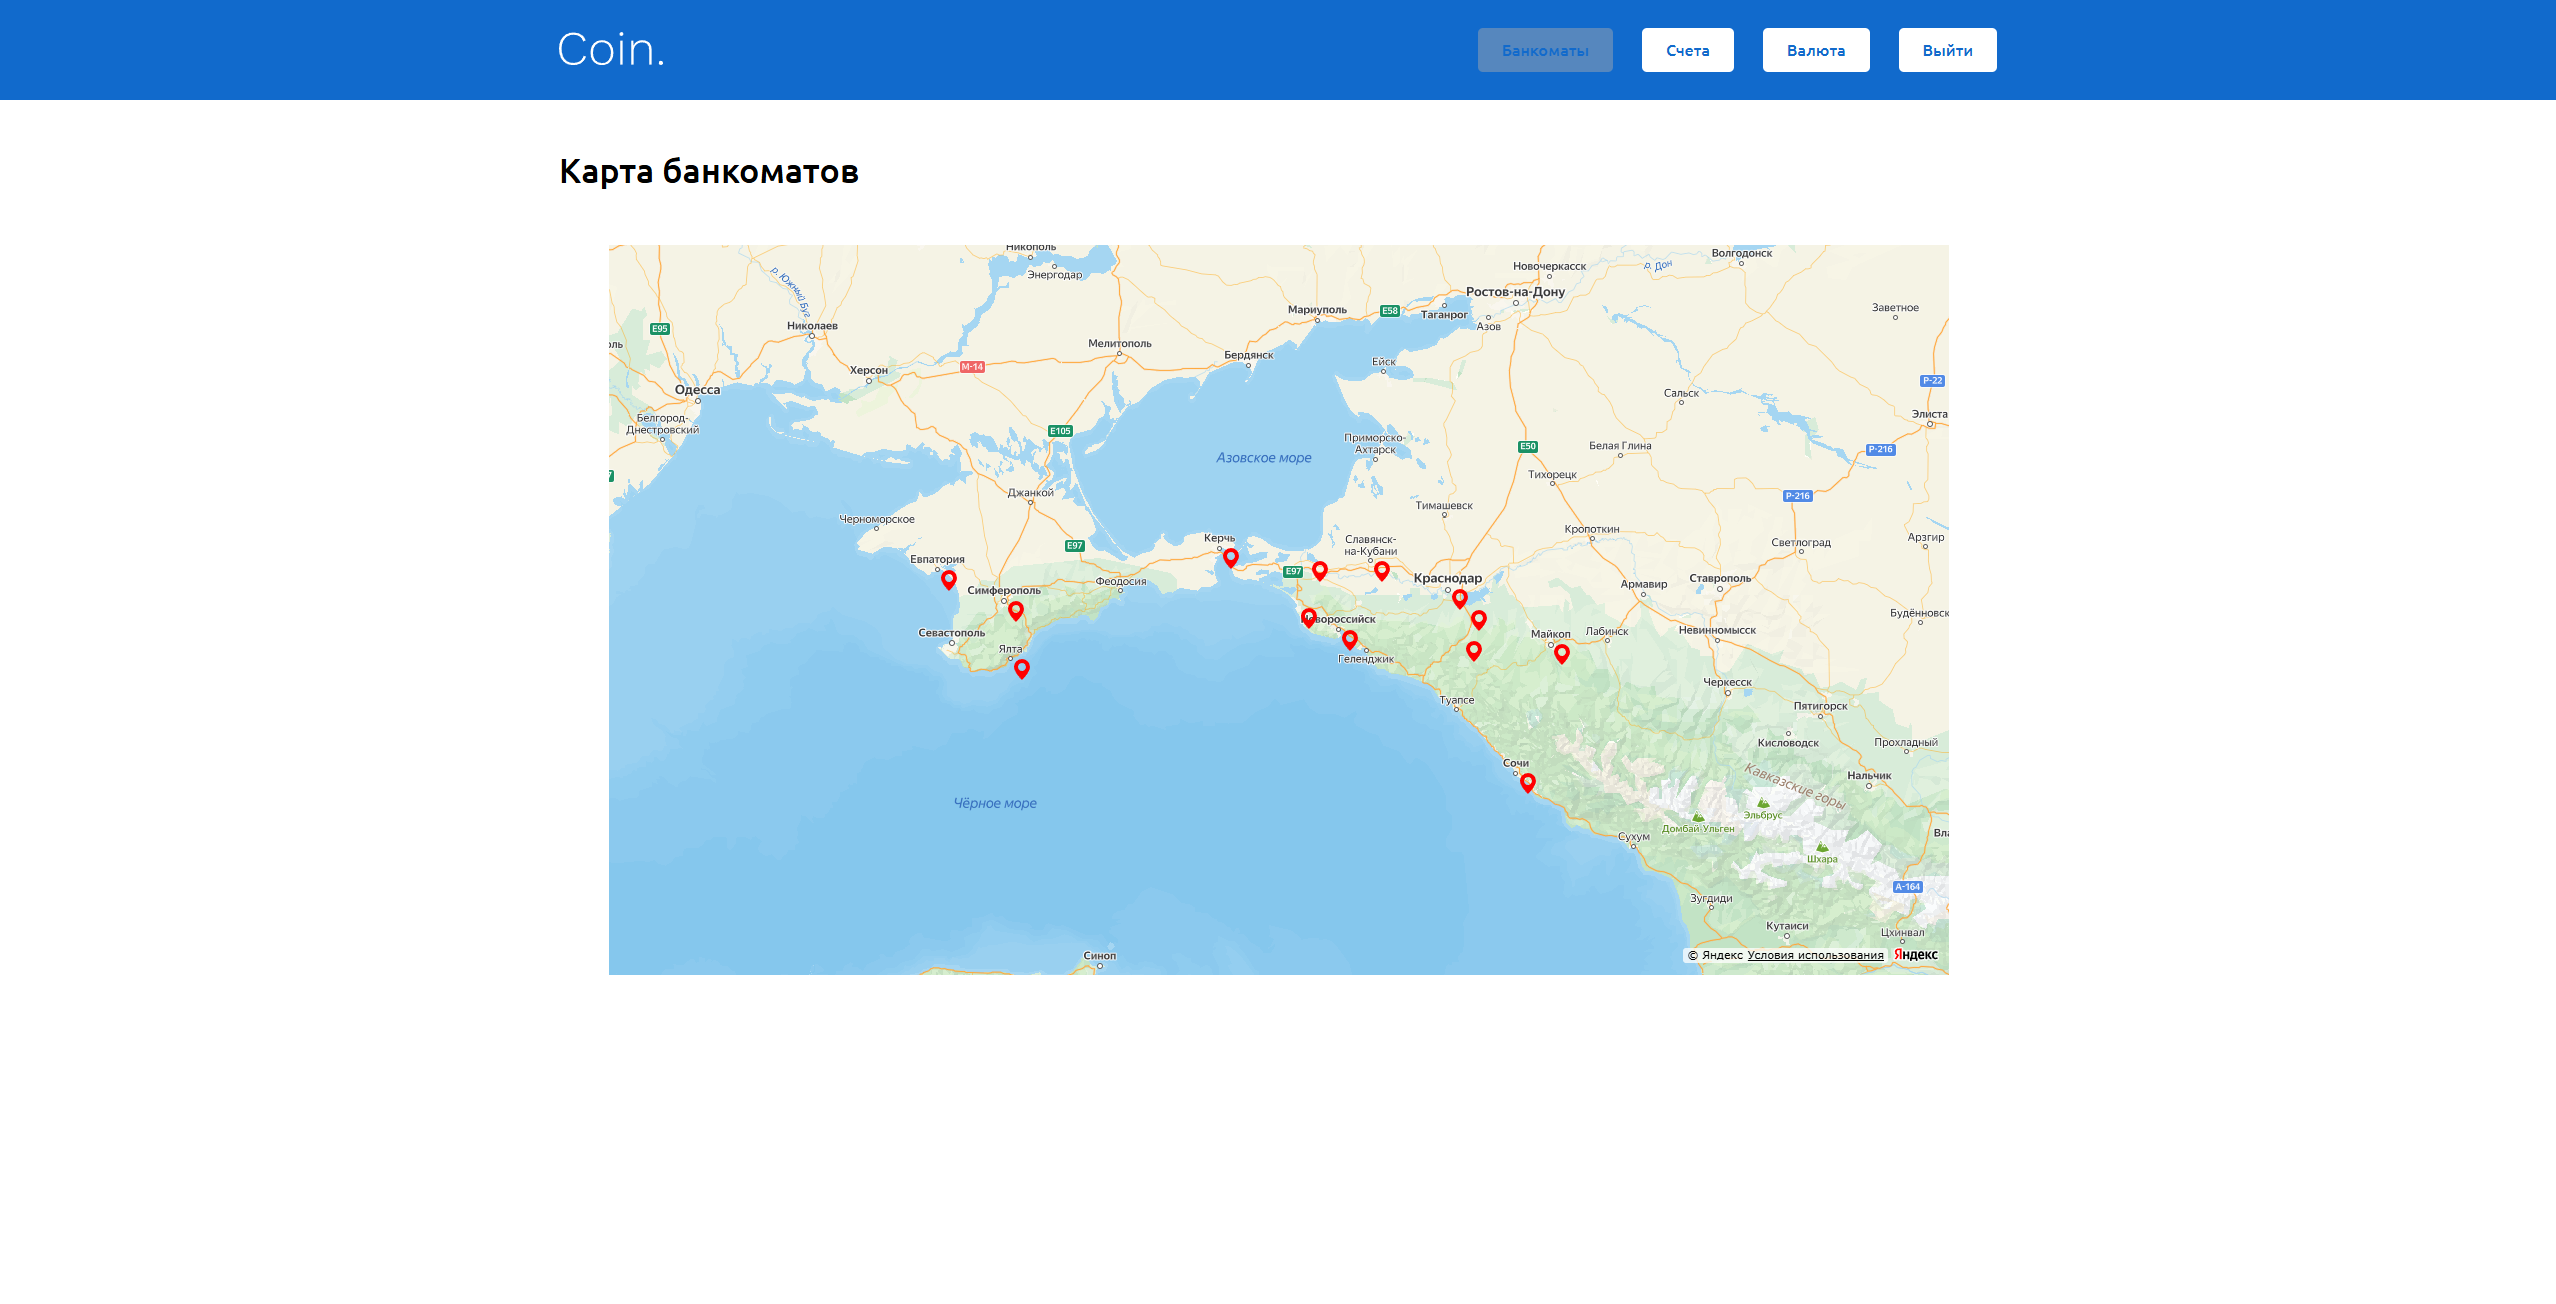 Coin.
Банкоматы
Счета
Валюта
Выйти
Карта банкоматов
Никополь
Энергодар
р. Южный Буг
Новочеркасск
р. Дон
Волгодонск
Ростов-на-Дону
Мариуполь
E58
Таганрог
Азов
Заветное
E95
Николаев
оль
Мелитополь
Бердянск
Ейск
Херсон
М-14
Р-22
Одесса
Сальск
Элиста
Белгород-
Днестровский
E105
Приморско-
Ахтарск
E50
Белая Глина
Р-216
Азовское море
7
Тихорецк
Джанкой
Р-216
Тимашевск
Черноморское
Кропоткин
Керчь
Славянск-
на-Кубани
Светлоград
Арзгир
E97
Евпатория
E97
Феодосия
Краснодар
Армавир
Ставрополь
Симферополь
Новороссийск
Будённовск
Севастополь
Майкоп
Лабинск
Невинномысск
Ялта
Геленджик
Черкесск
Туапсе
Пятигорск
Кисловодск
Прохладный
Сочи
Кавказские горы
Нальчик
Чёрное море
Эльбрус
Домбай-Ульген
Сухум
Вла
Шхара
А-164
Зугдиди
Кутаиси
Цхинвал
Синоп
© Яндекс Условия использования Яндекс